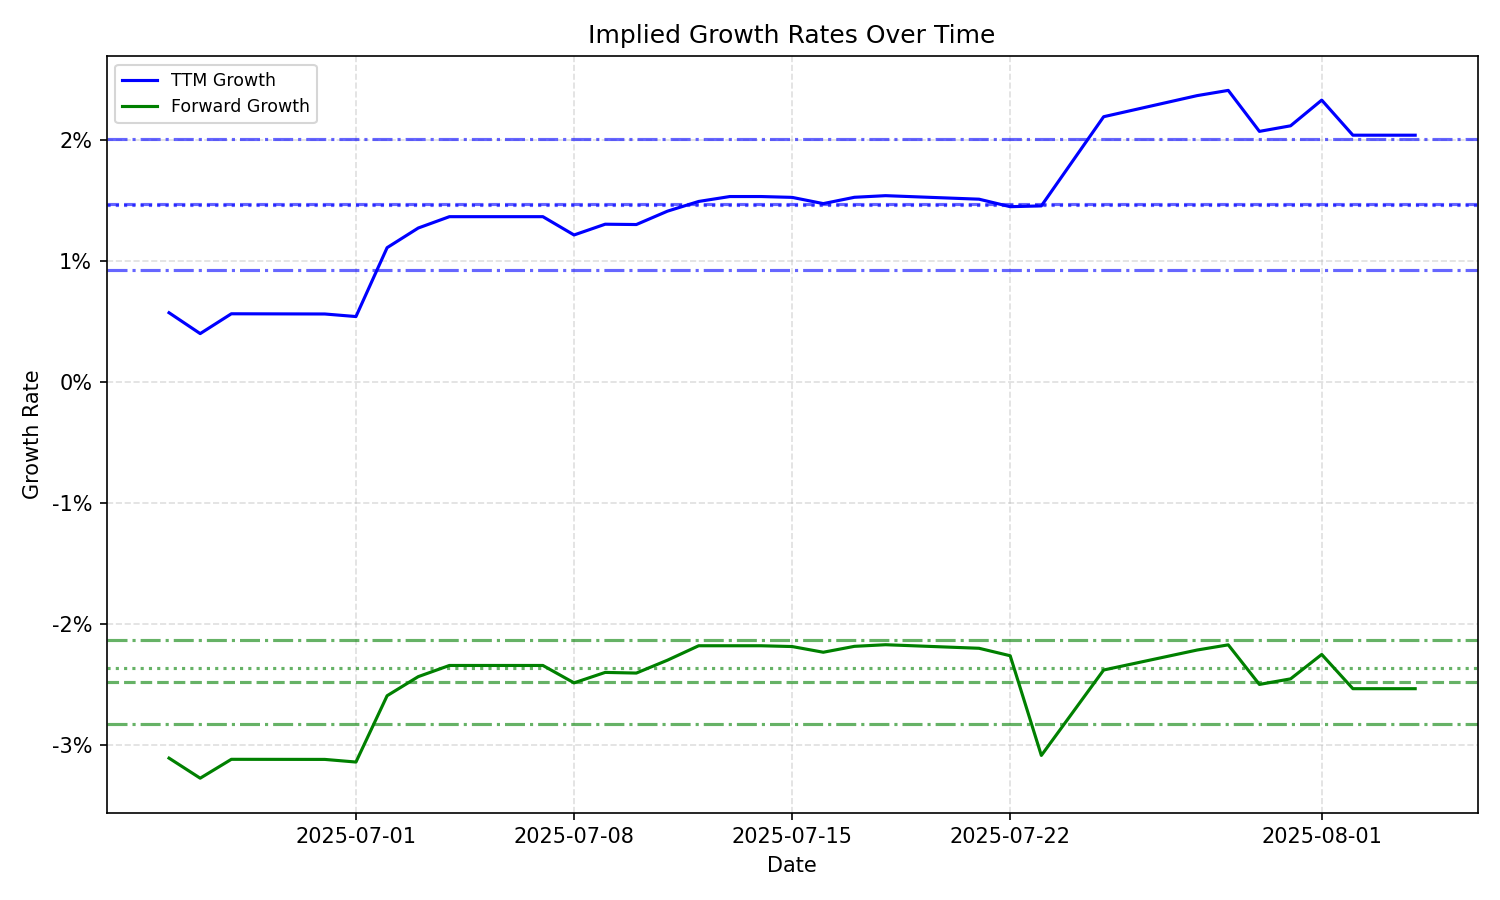 Implied Growth Rates Over Time
TTM Growth
Forward Growth
Growth Rate
2%
1%
0%
-1%
-2%
-3%
2025-07-01
2025-07-08
2025-07-15
2025-07-22
2025-08-01
Date